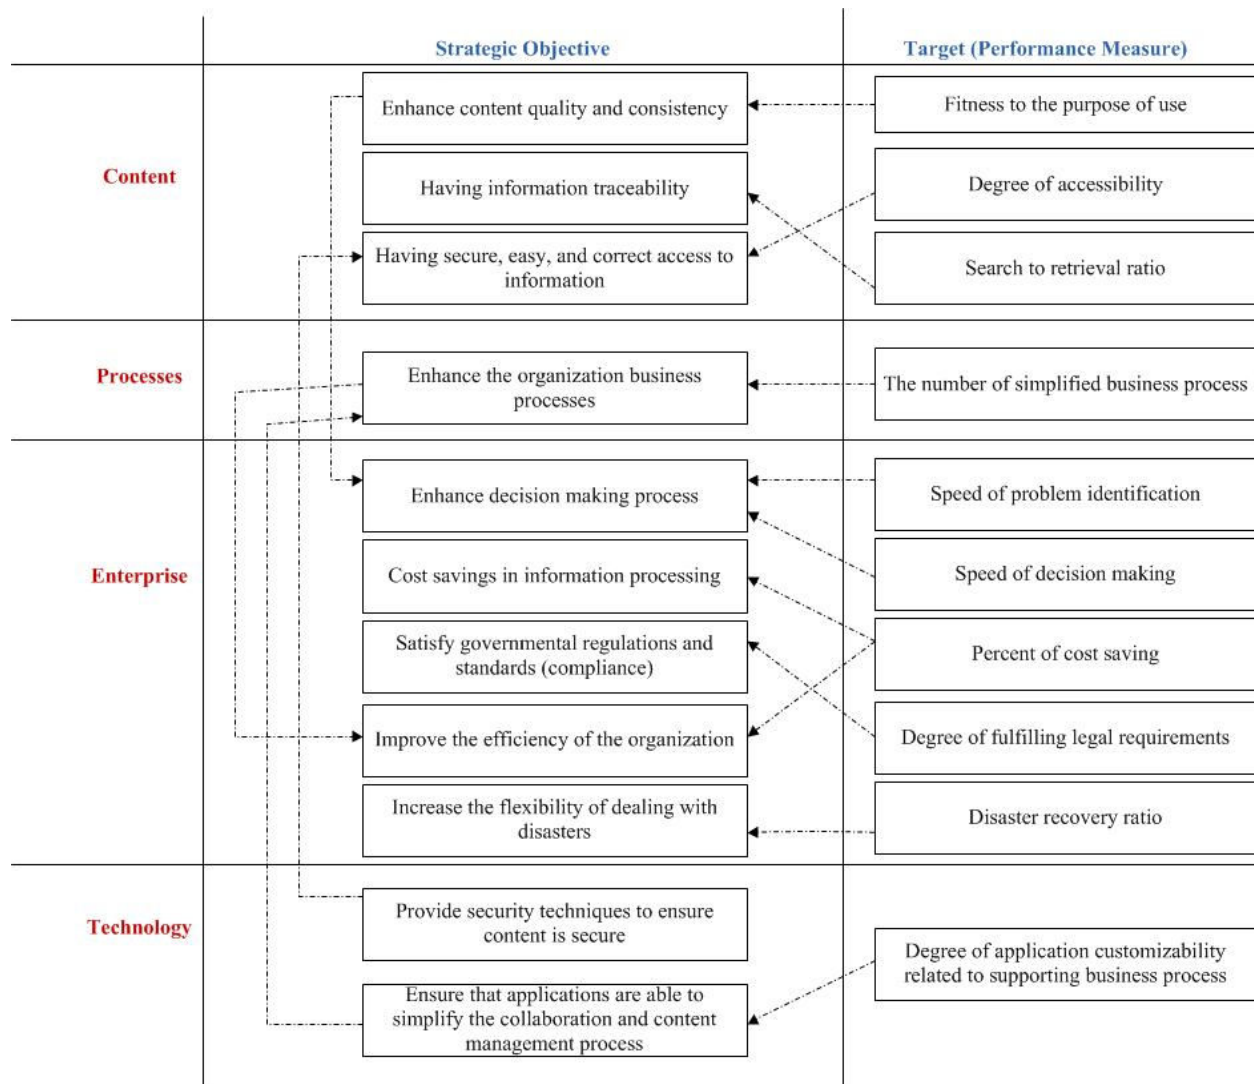 Strategic Objective
Target (Performance Measure)
Content
Enhance content quality and consistency
Fitness to the purpose of use
Having information traceability
Degree of accessibility
Having secure, easy, and correct access to
information
Search to retrieval ratio
Processes
Enhance the organization business
processes
The number of simplified business process
Enterprise
Enhance decision making process
Speed of problem identification
Cost savings in information processing
Speed of decision making
Satisfy governmental regulations and
standards (compliance)
Percent of cost saving
Improve the efficiency of the organization
Degree of fulfilling legal requirements
Increase the flexibility of dealing with
disasters
Disaster recovery ratio
Technology
Provide security techniques to ensure
content is secure
Degree of application customizability
related to supporting business process
Ensure that applications are able to
simplify the collaboration and content
management process